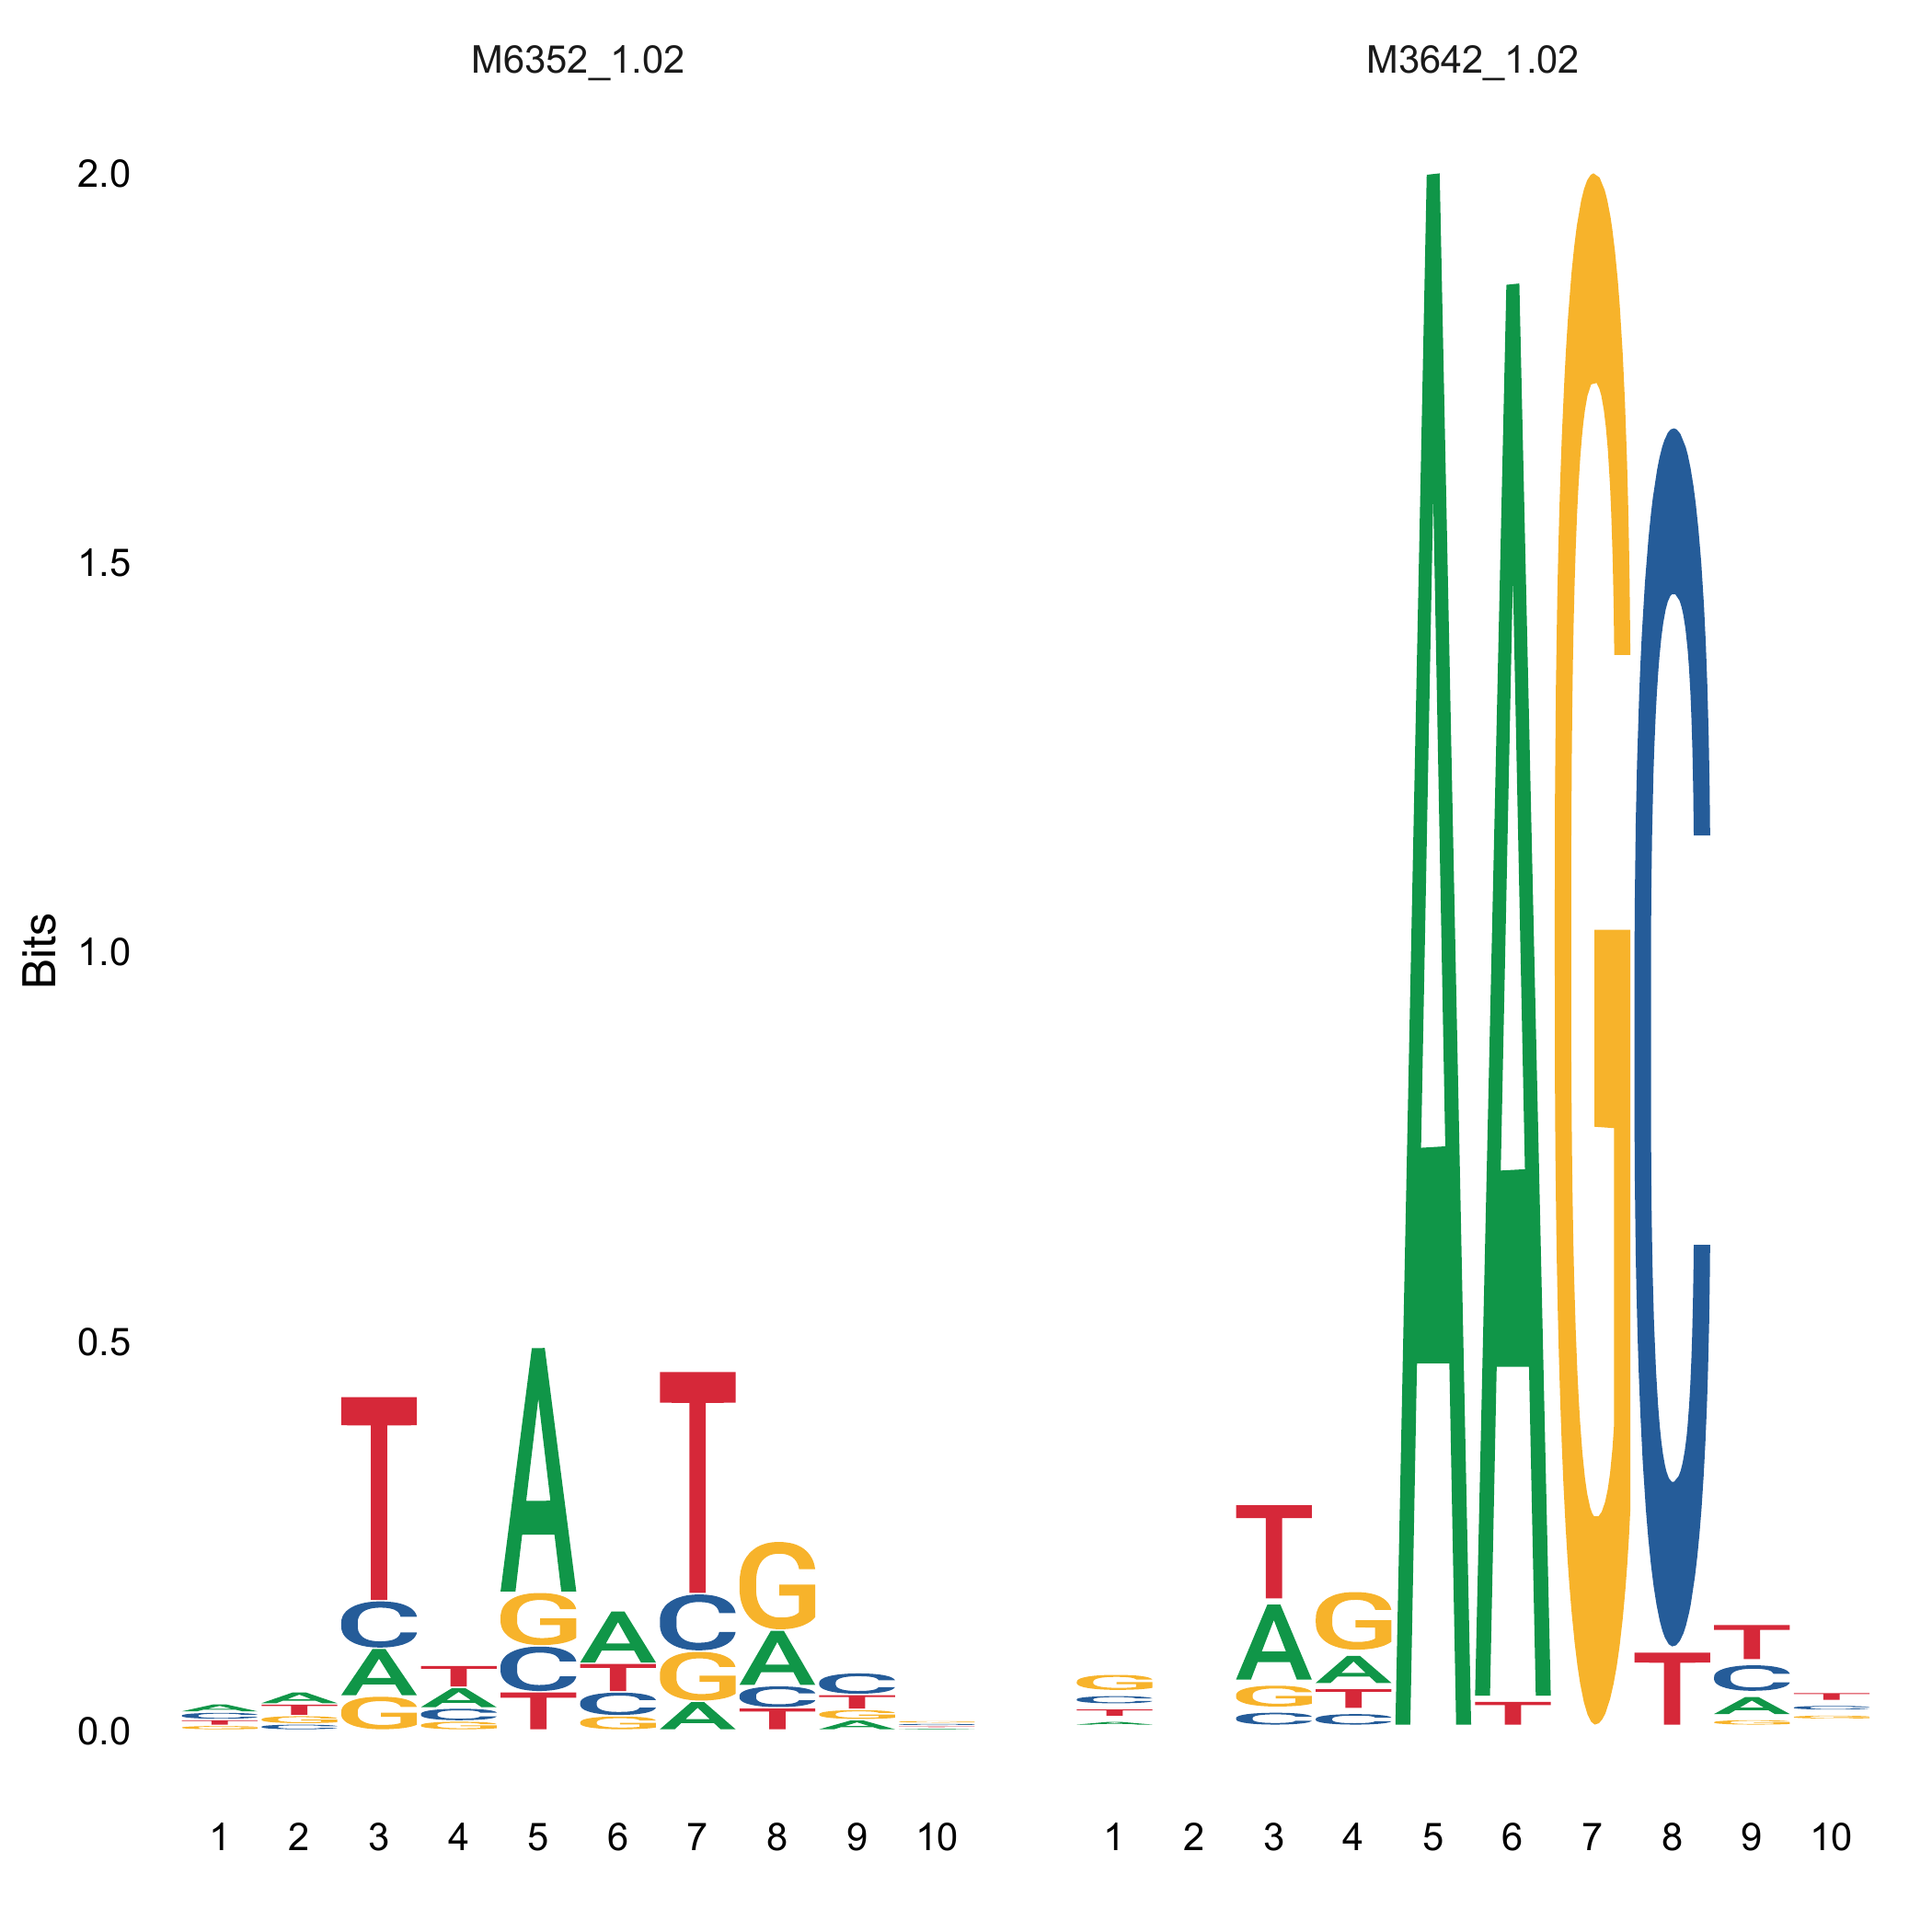 M6352_1.02 M3642_1.02
2.0
1.5
1.0
0.5
0.0
Bits
A A T T A A T G C
C T C A G T C A T
T G A C C C G C G
G C G G T G A T A
G T G A G T C T T
C A A T C A
T G T A G
A C C G
1 2 3 4 5 6 7 8 9 10 1 2 3 4 5 6 7 8 9 10